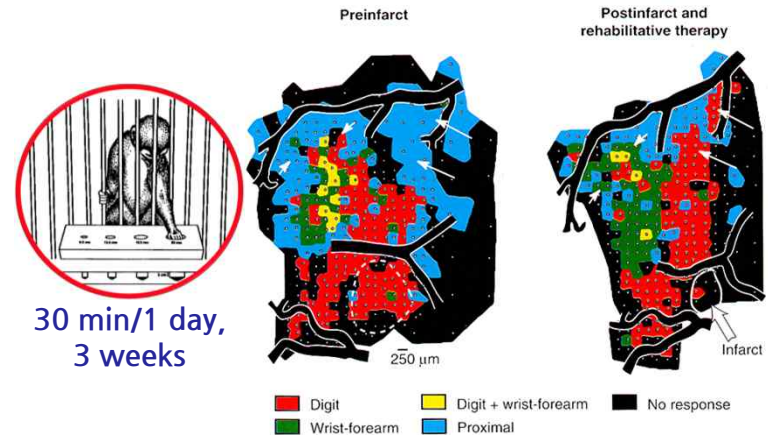 Preinfarct
Postinfarct and
rehabilitative therapy
30 min/1 day,
3 weeks
250 µm
Infarct
Digit
Digit + wrist-forearm
No response
Wrist-forearm
Proximal